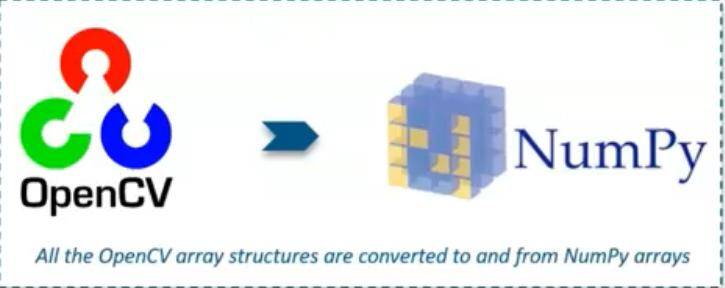 OpenCV
NumPy
All the OpenCV array structures are converted to and from NumPy arrays